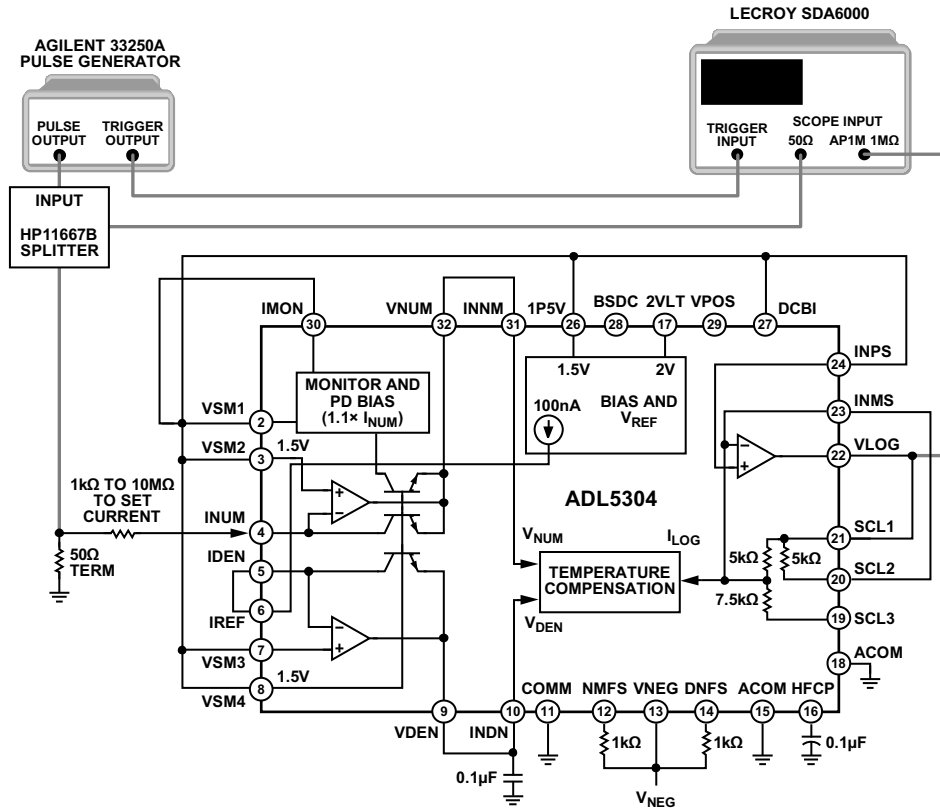 LECROY SDA6000
AGILENT 33250A
PULSE GENERATOR
PULSE
OUTPUT
TRIGGER
OUTPUT
TRIGGER
INPUT
SCOPE INPUT
50Ω
AP1M 1MΩ
INPUT
HP11667B
SPLITTER
IMON
VNUM
INNM
1P5V
BSDC
2VLT
VPOS
DCBI
30
32
31
26
28
17
29
27
INPS
24
MONITOR AND
PD BIAS
(1.1× INUM)
1.5V
2V
BIAS AND
VREF
100nA
INMS
23
VSM1
2
VLOG
22
VSM2
3
1.5V
1kΩ TO 10MΩ
TO SET
CURRENT
INUM
4
ADL5304
50Ω
TERM
IDEN
5
VNUM
ILOG
SCL1
21
5kΩ
5kΩ
TEMPERATURE
COMPENSATION
SCL2
20
IREF
6
7.5kΩ
SCL3
19
VDEN
VSM3
7
ACOM
18
VSM4
8
1.5V
COMM
NMFS
VNEG
DNFS
ACOM
HFCP
9
10
11
12
13
14
15
16
VDEN
INDN
1kΩ
1kΩ
0.1µF
0.1µF
VNEG